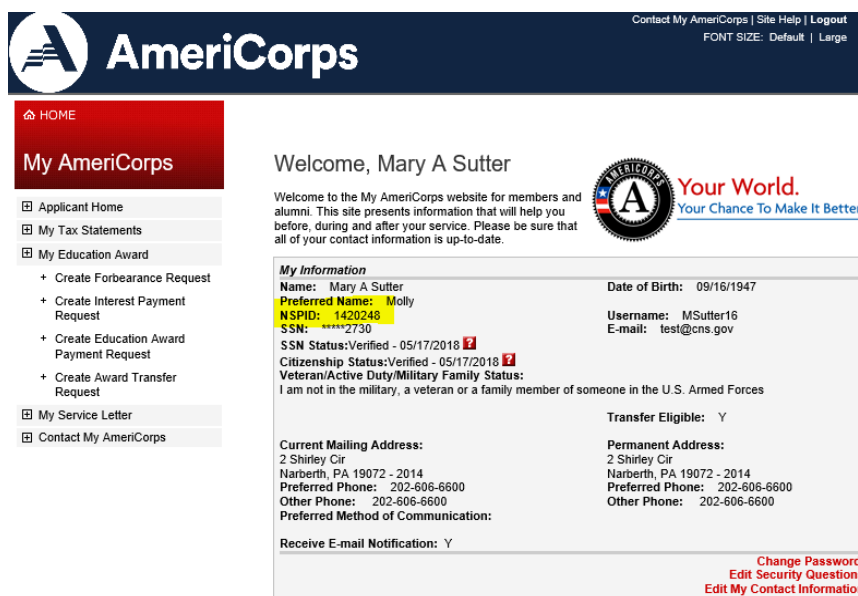 Contact My AmeriCorps | Site Help | Logout
FONT SIZE: Default | Large
AmeriCorps
HOME
My AmeriCorps
Applicant Home
My Tax Statements
My Education Award
+ Create Forbearance Request
+ Create Interest Payment
Request
+ Create Education Award
Payment Request
+ Create Award Transfer
Request
My Service Letter
Contact My AmeriCorps
Welcome, Mary A Sutter
Welcome to the My AmeriCorps website for members and
alumni. This site presents information that will help you
before, during and after your service. Please be sure that
all of your contact information is up-to-date.
AMERICORPS
A
Your World.
Your Chance To Make It Better
My Information
Name: Mary A Sutter Date of Birth: 09/16/1947
Preferred Name: Molly
NSPID: 1420248 Username: MSutter16
SSN: *****2730 E-mail: test@cns.gov
SSN Status:Verified - 05/17/2018 ?
Citizenship Status:Verified - 05/17/2018 ?
Veteran/Active Duty/Military Family Status:
I am not in the military, a veteran or a family member of someone in the U.S. Armed Forces
Transfer Eligible: Y
Current Mailing Address: Permanent Address:
2 Shirley Cir 2 Shirley Cir
Narberth, PA 19072 - 2014 Narberth, PA 19072 - 2014
Preferred Phone: 202-606-6600 Preferred Phone: 202-606-6600
Other Phone: 202-606-6600 Other Phone: 202-606-6600
Preferred Method of Communication:
Receive E-mail Notification: Y
Change Password
Edit Security Question
Edit My Contact Informatio